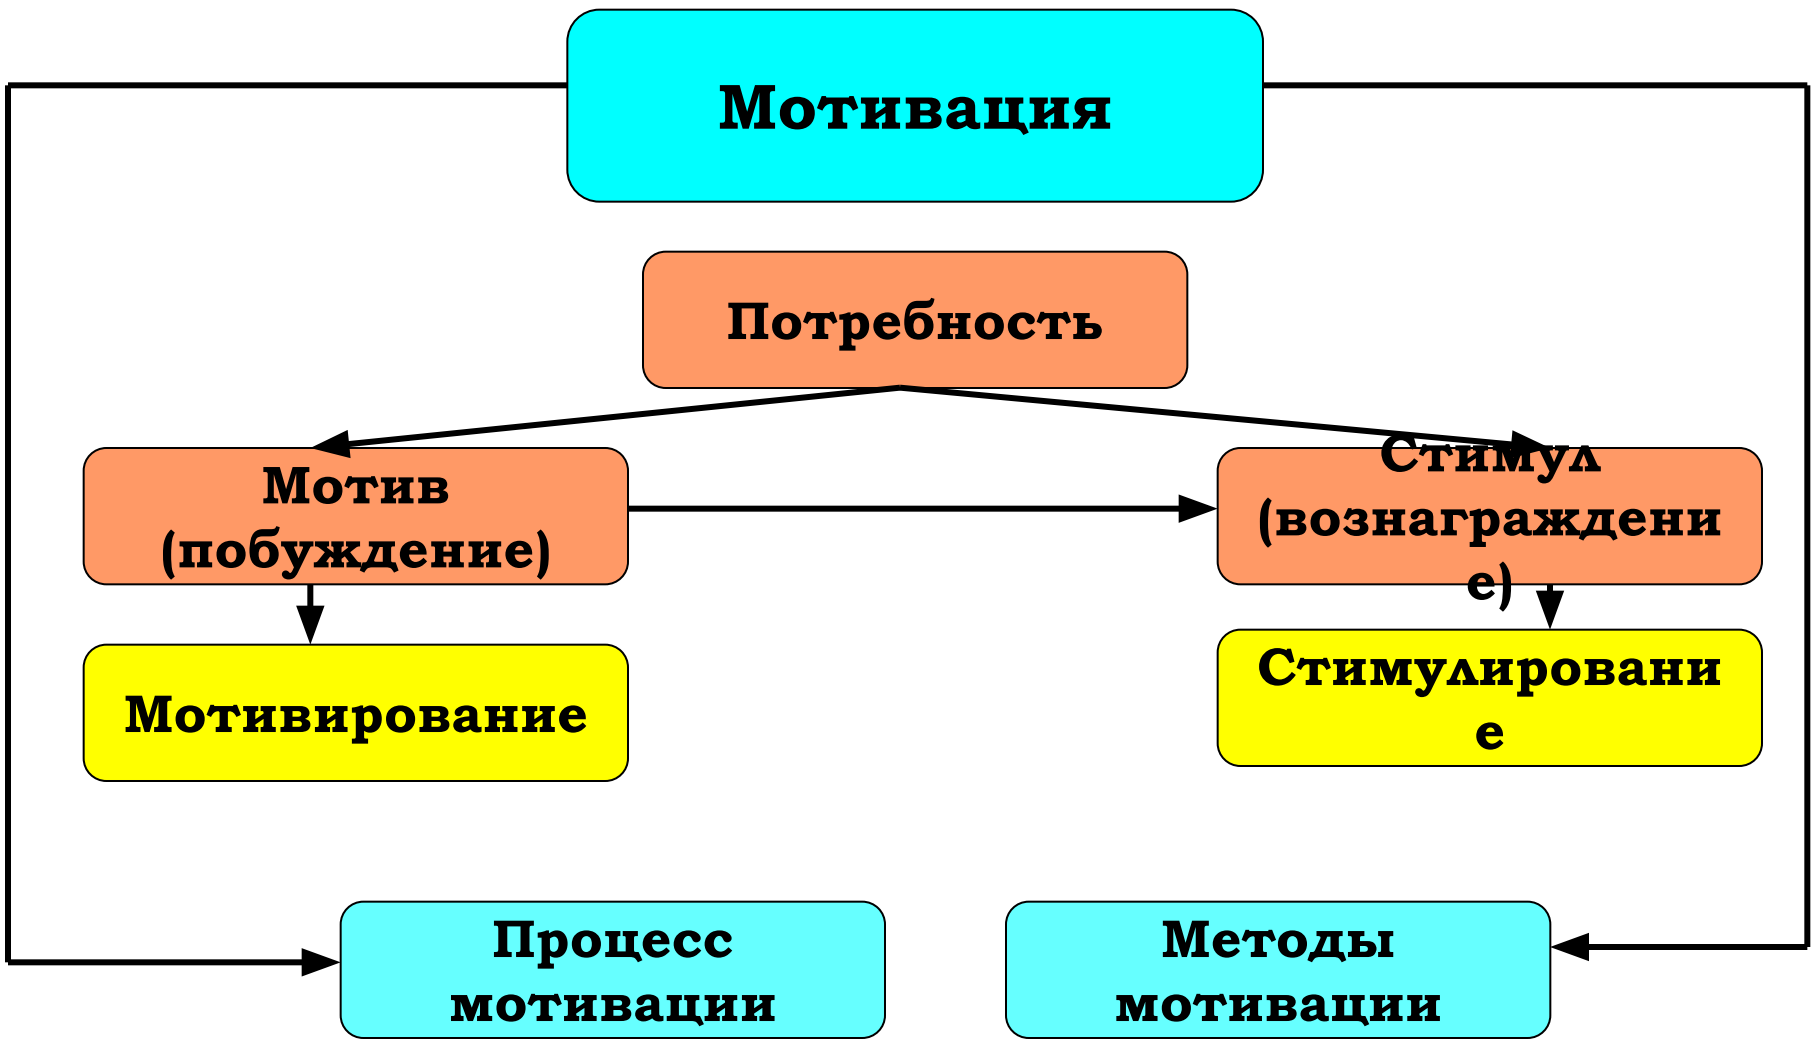 Мотивация
Потребность
Мотив
(побуждение)
Стимул
(вознаграждени
е)
Мотивирование
Стимулировани
е
Процесс
мотивации
Методы
мотивации